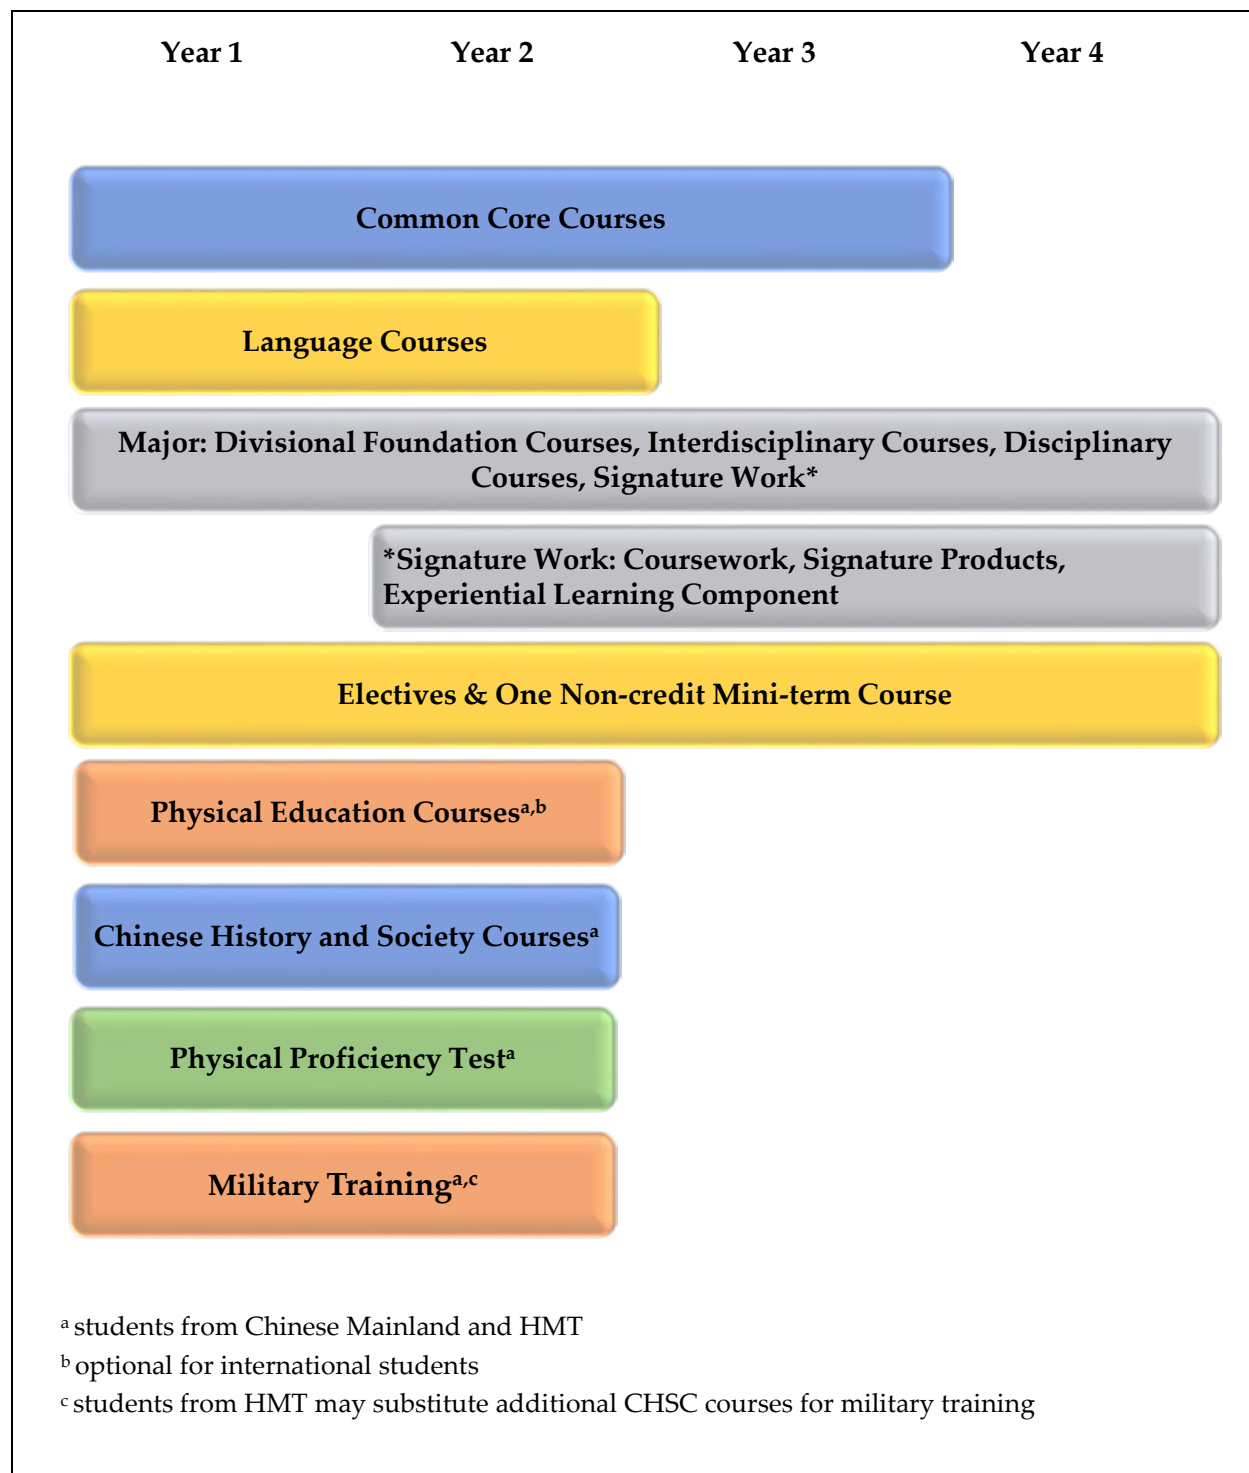 Year 1 Year 2 Year 3 Year 4
Common Core Courses
Language Courses
Major: Divisional Foundation Courses, Interdisciplinary Courses, Disciplinary
Courses, Signature Work*
*Signature Work: Coursework, Signature Products,
Experiential Learning Component
Electives & One Non-credit Mini-term Course
Physical Education Coursesᵃ,ᵇ
Chinese History and Society Coursesᵃ
Physical Proficiency Testᵃ
Military Trainingᵃ,ᶜ
ᵃ students from Chinese Mainland and HMT
ᵇ optional for international students
ᶜ students from HMT may substitute additional CHSC courses for military training